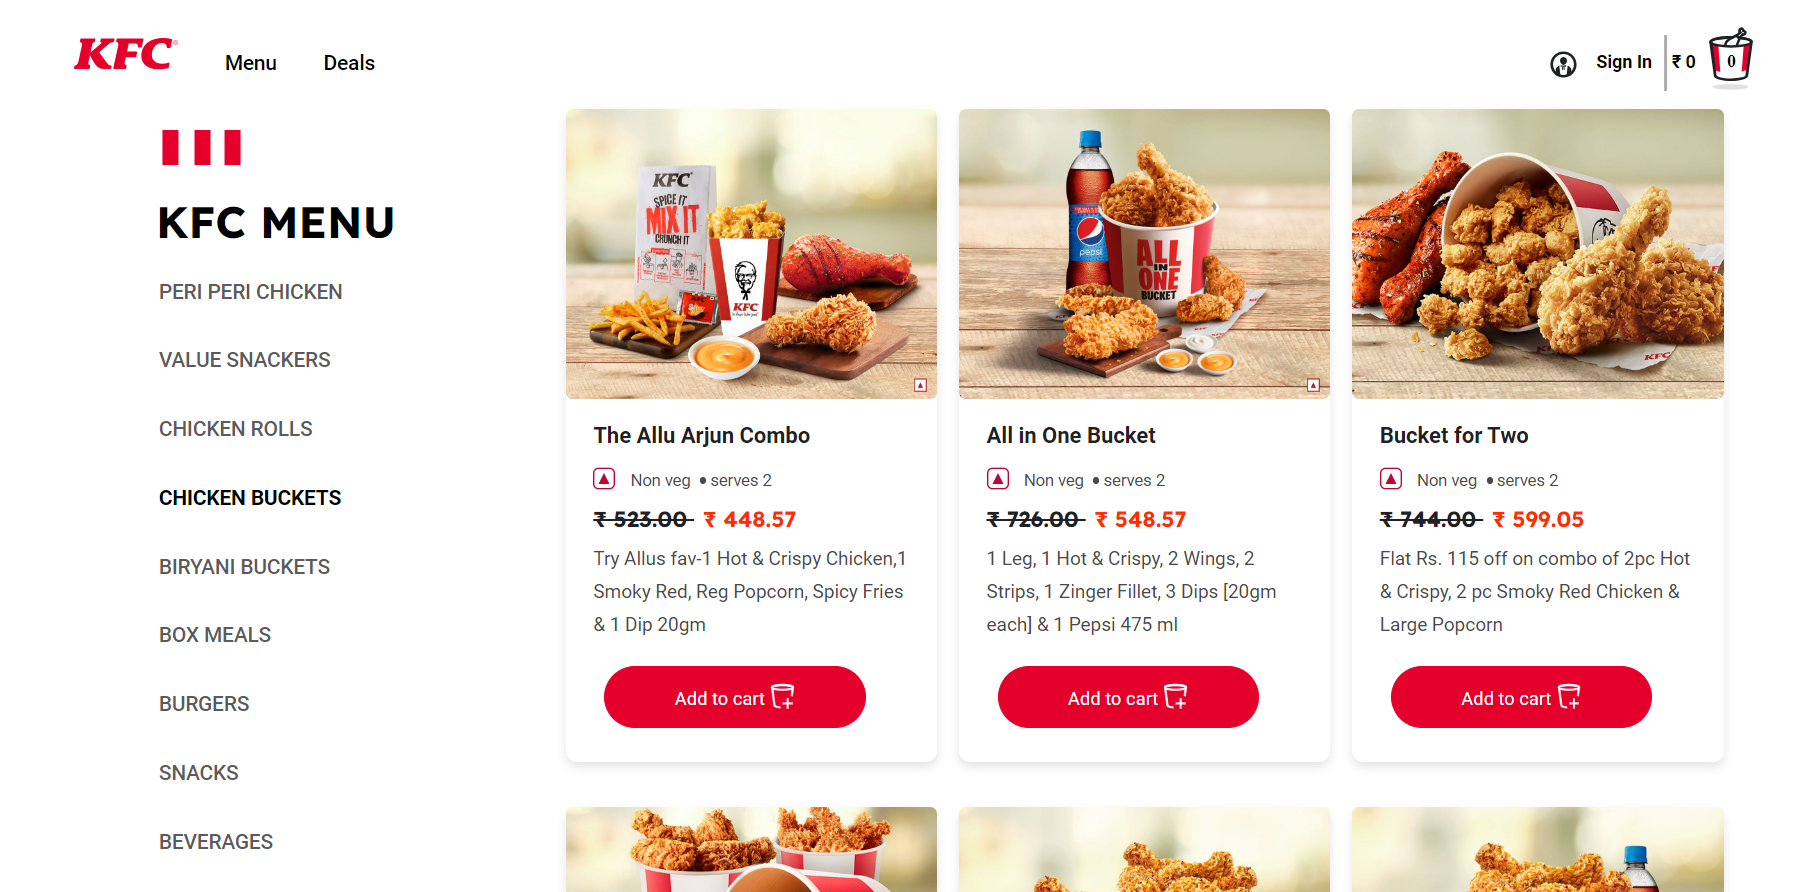 KFC
Menu
Deals
Sign In
₹ 0
0
KFC MENU
PERI PERI CHICKEN
VALUE SNACKERS
CHICKEN ROLLS
CHICKEN BUCKETS
BIRYANI BUCKETS
BOX MEALS
BURGERS
SNACKS
BEVERAGES
KFC
SPICE IT
MIX IT
CRUNCH IT
KFC
The Allu Arjun Combo
Non veg • serves 2
₹ 523.00 ₹ 448.57
Try Allus fav-1 Hot & Crispy Chicken,1
Smoky Red, Reg Popcorn, Spicy Fries
& 1 Dip 20gm
Add to cart
pepsi
ALL
IN
ONE
BUCKET
All in One Bucket
Non veg • serves 2
₹ 726.00 ₹ 548.57
1 Leg, 1 Hot & Crispy, 2 Wings, 2
Strips, 1 Zinger Fillet, 3 Dips [20gm
each] & 1 Pepsi 475 ml
Add to cart
KFC
Bucket for Two
Non veg • serves 2
₹ 744.00 ₹ 599.05
Flat Rs. 115 off on combo of 2pc Hot
& Crispy, 2 pc Smoky Red Chicken &
Large Popcorn
Add to cart